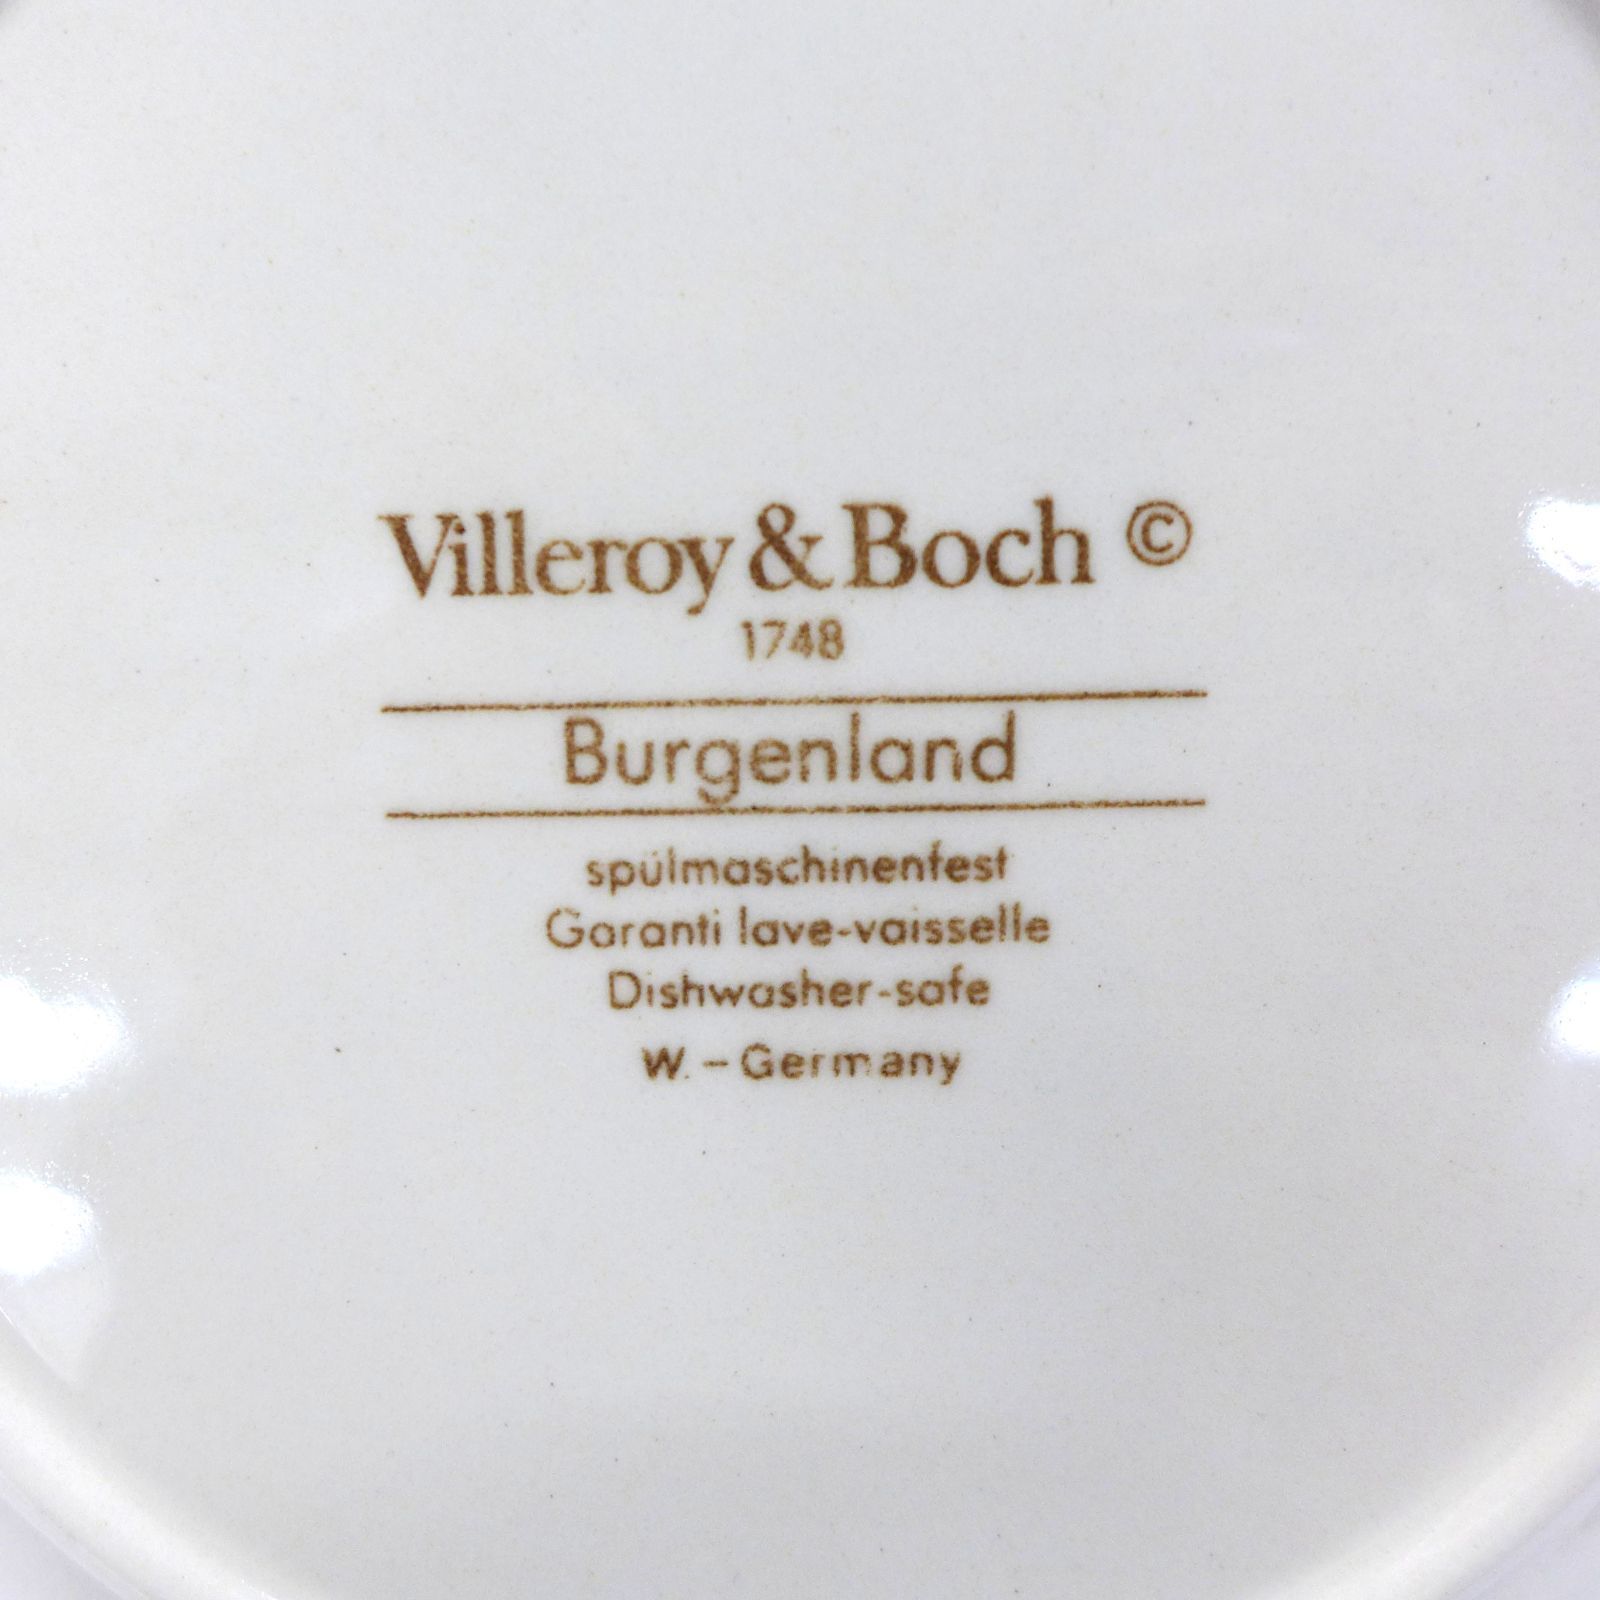 Villeroy & Boch ©
1748
Burgenland
spülmaschinenfest
Garanti lave-vaisselle
Dishwasher-safe
W. – Germany